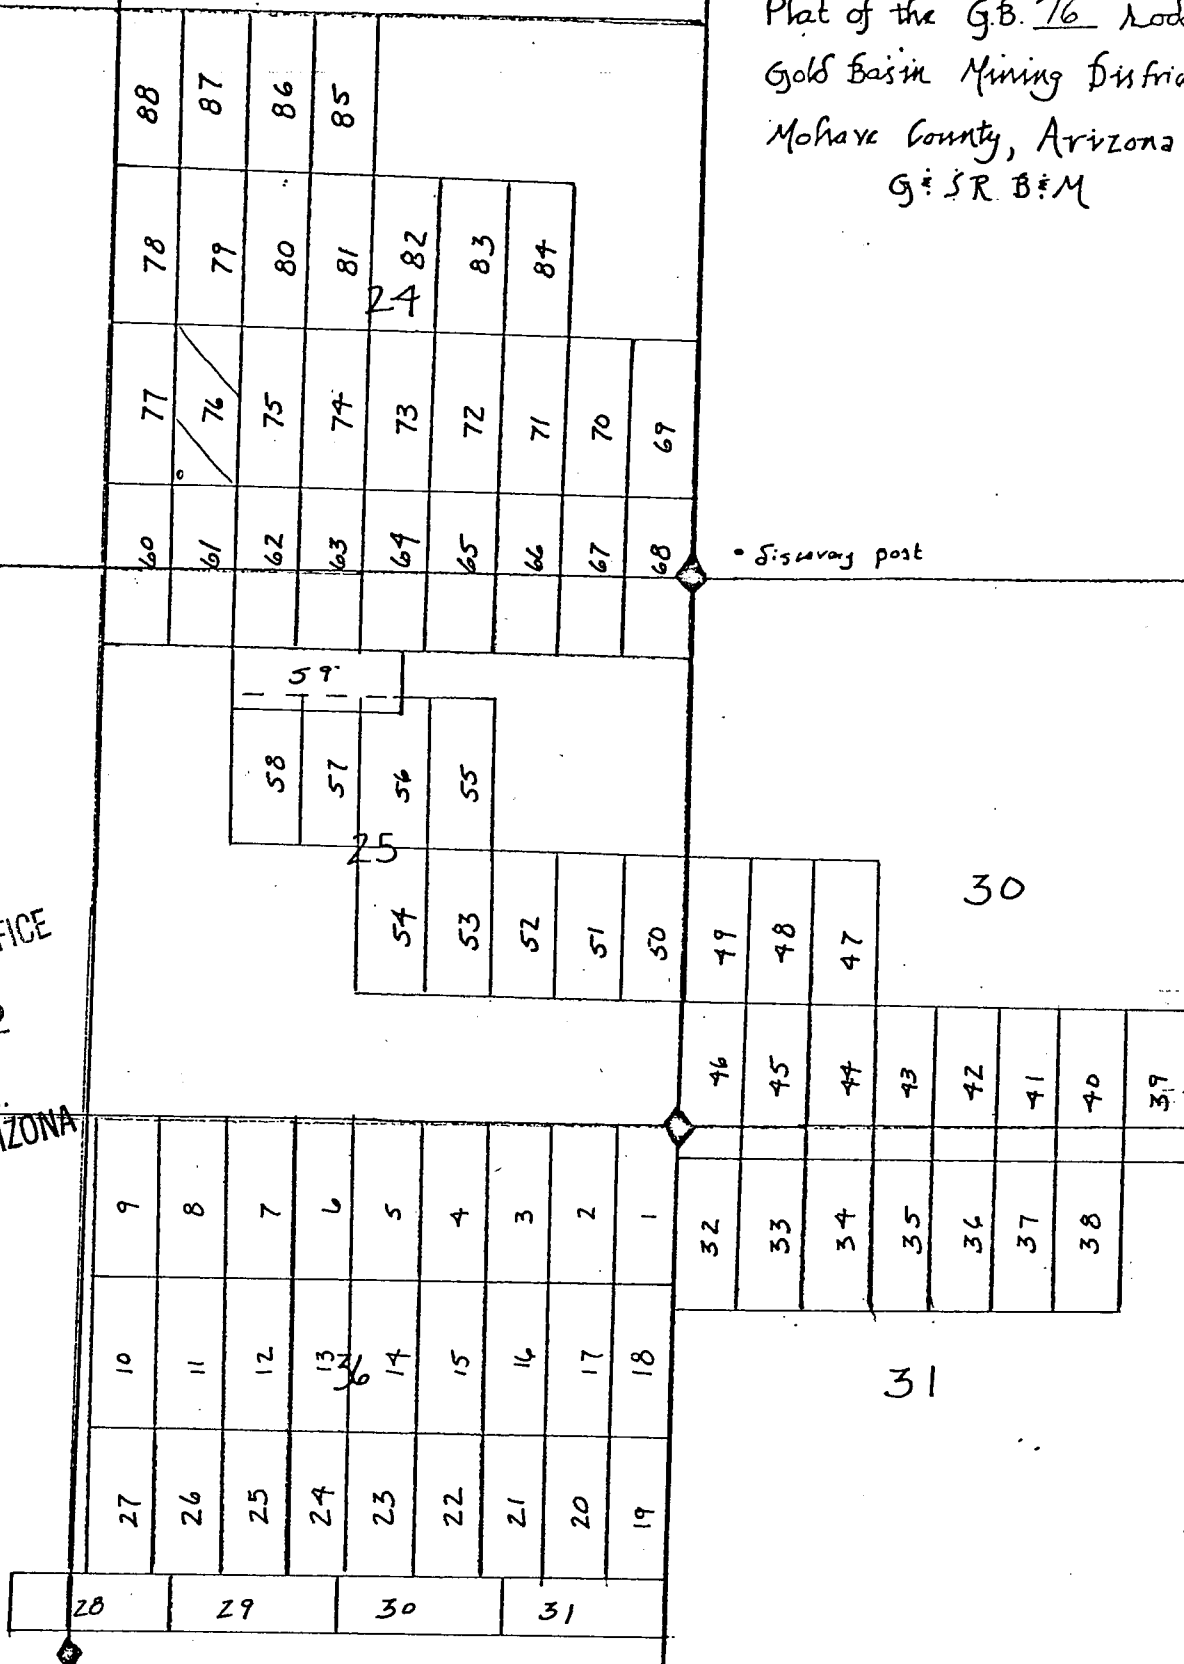 Plat of the G.B. 76 Lode
Gold Basin Mining Distric
Mohave County, Arizona
G & S R. B & M
88 87 86 85
78 79 80 81 82 83 84
24
77 76 75 74 73 72 71 70 69
60 61 62 63 64 65 66 67 68
• discovery post
59
58 57 56 55
25
30
54 53 52 51 50 49 48 47
FICE
46 45 44 43 42 41 40 39
IZONA
9 8 7 6 5 4 3 2 1
32 33 34 35 36 37 38
10 11 12 13 14 15 16 17 18
36
31
27 26 25 24 23 22 21 20 19
28 29 30 31